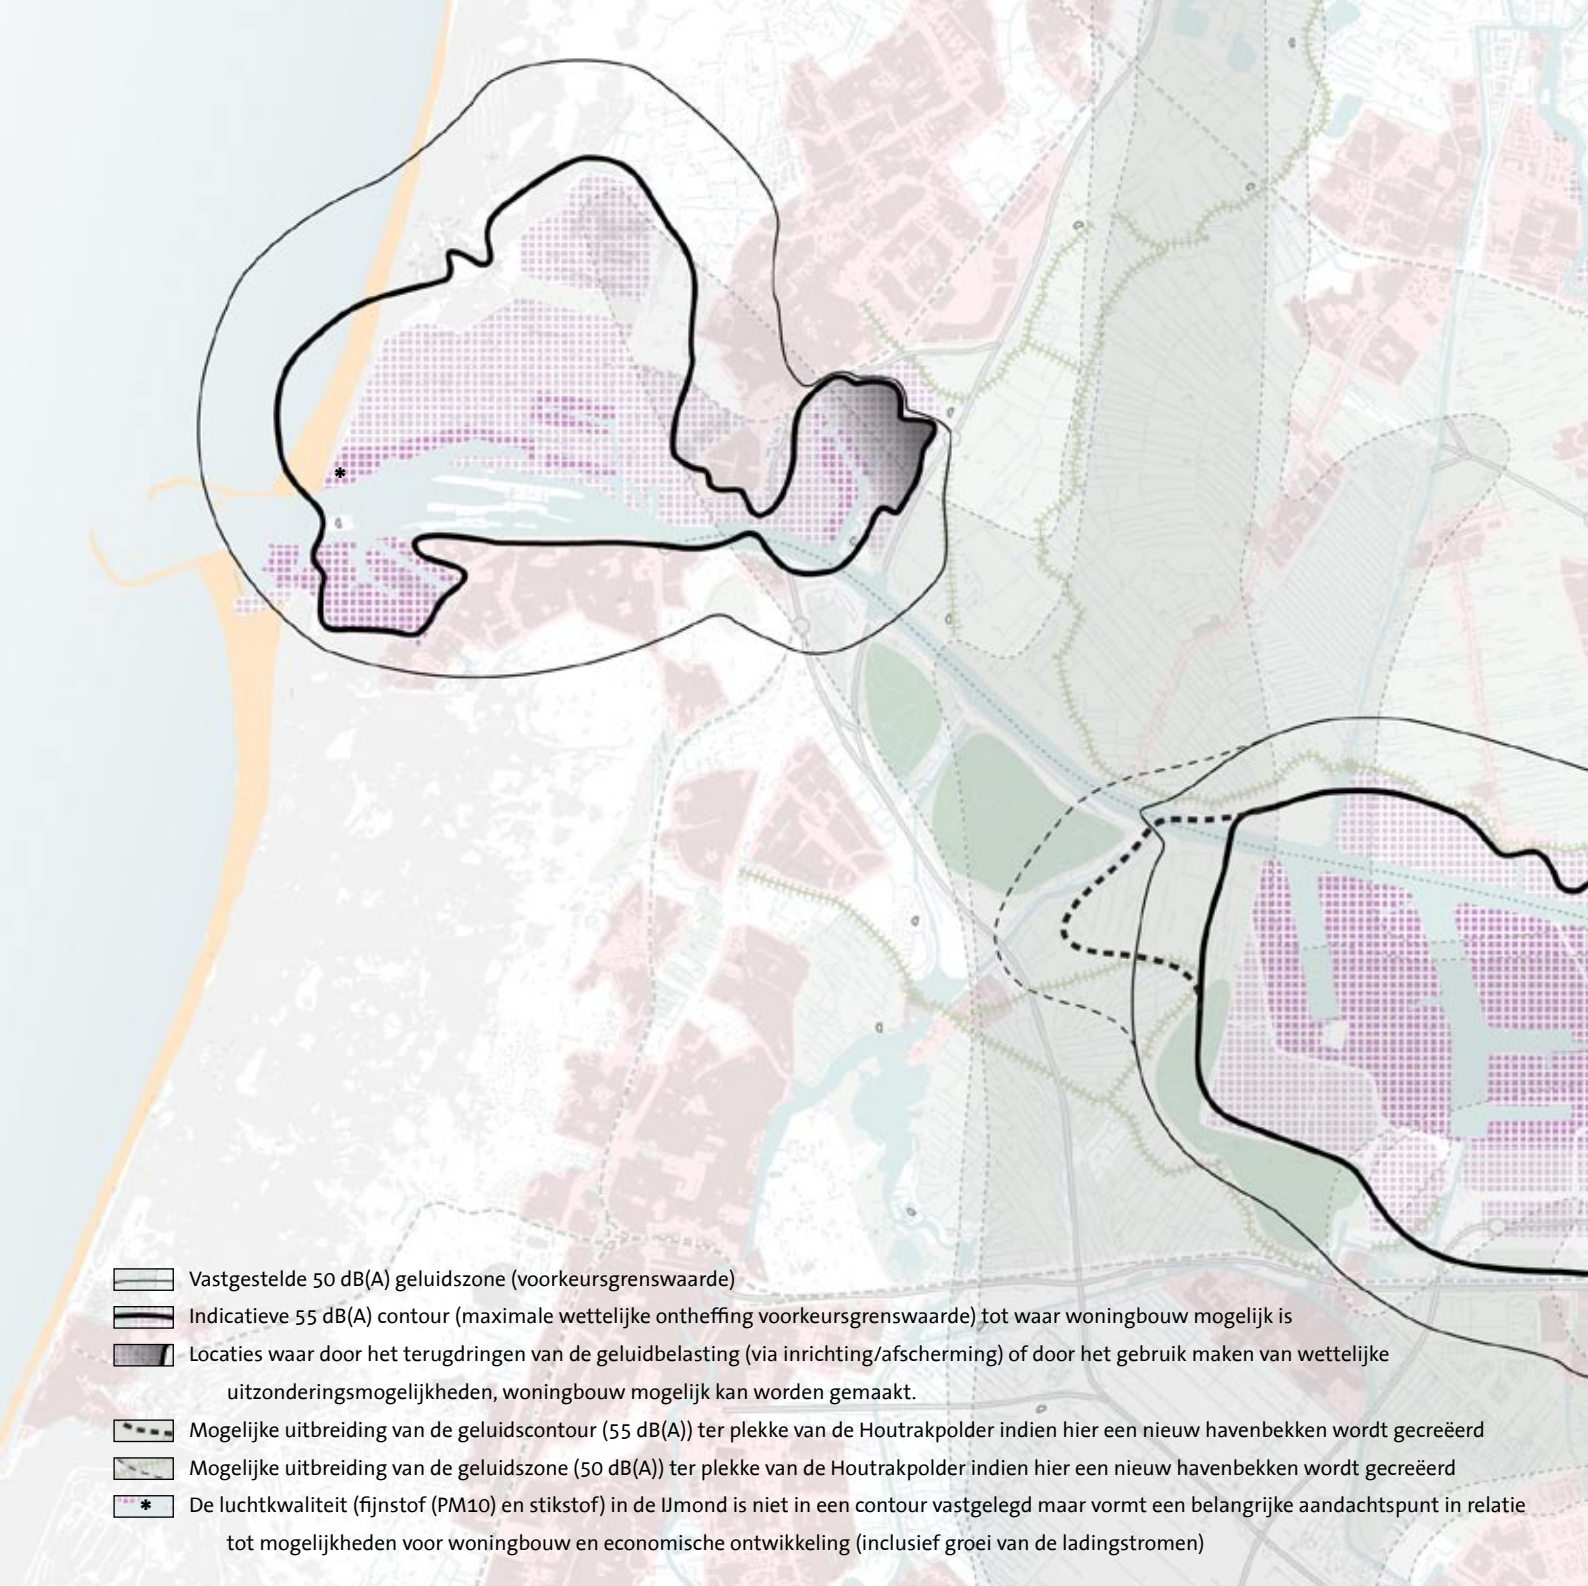 Vastgestelde 50 dB(A) geluidszone (voorkeursgrenswaarde)
Indicatieve 55 dB(A) contour (maximale wettelijke ontheffing voorkeursgrenswaarde) tot waar woningbouw mogelijk is
Locaties waar door het terugdringen van de geluidbelasting (via inrichting/afscherming) of door het gebruik maken van wettelijke
uitzonderingsmogelijkheden, woningbouw mogelijk kan worden gemaakt.
Mogelijke uitbreiding van de geluidscontour (55 dB(A)) ter plekke van de Houtrakpolder indien hier een nieuw havenbekken wordt gecreëerd
Mogelijke uitbreiding van de geluidszone (50 dB(A)) ter plekke van de Houtrakpolder indien hier een nieuw havenbekken wordt gecreëerd
De luchtkwaliteit (fijnstof (PM10) en stikstof) in de IJmond is niet in een contour vastgelegd maar vormt een belangrijke aandachtspunt in relatie
tot mogelijkheden voor woningbouw en economische ontwikkeling (inclusief groei van de ladingstromen)